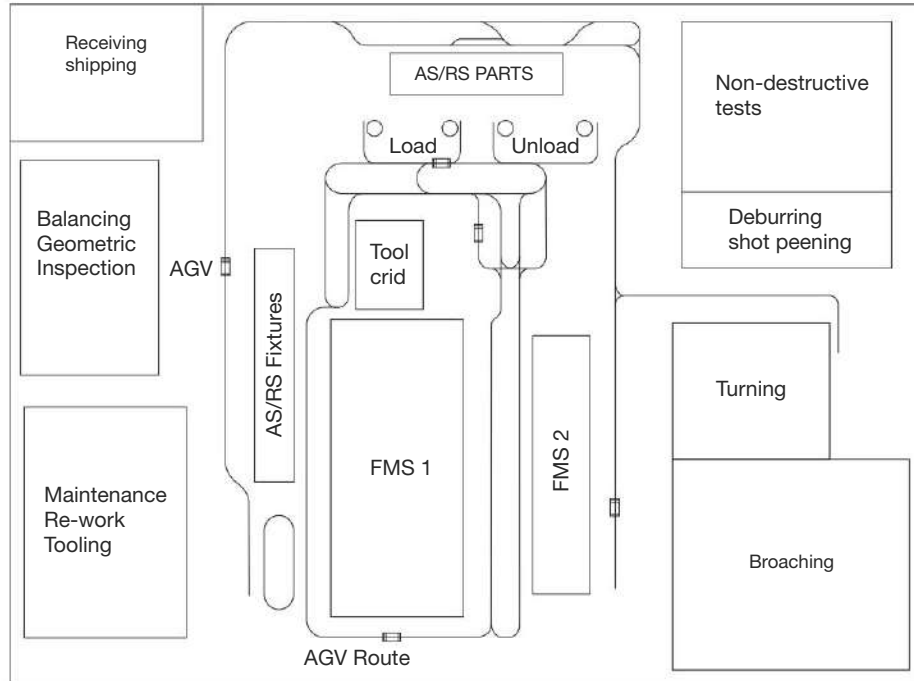 Receiving
shipping
AS/RS PARTS
Non-destructive
tests
Load
Unload
Balancing
Geometric
Inspection
Deburring
shot peening
AGV
Tool
crid
AS/RS Fixtures
Turning
FMS 1
FMS 2
Maintenance
Re-work
Tooling
Broaching
AGV Route